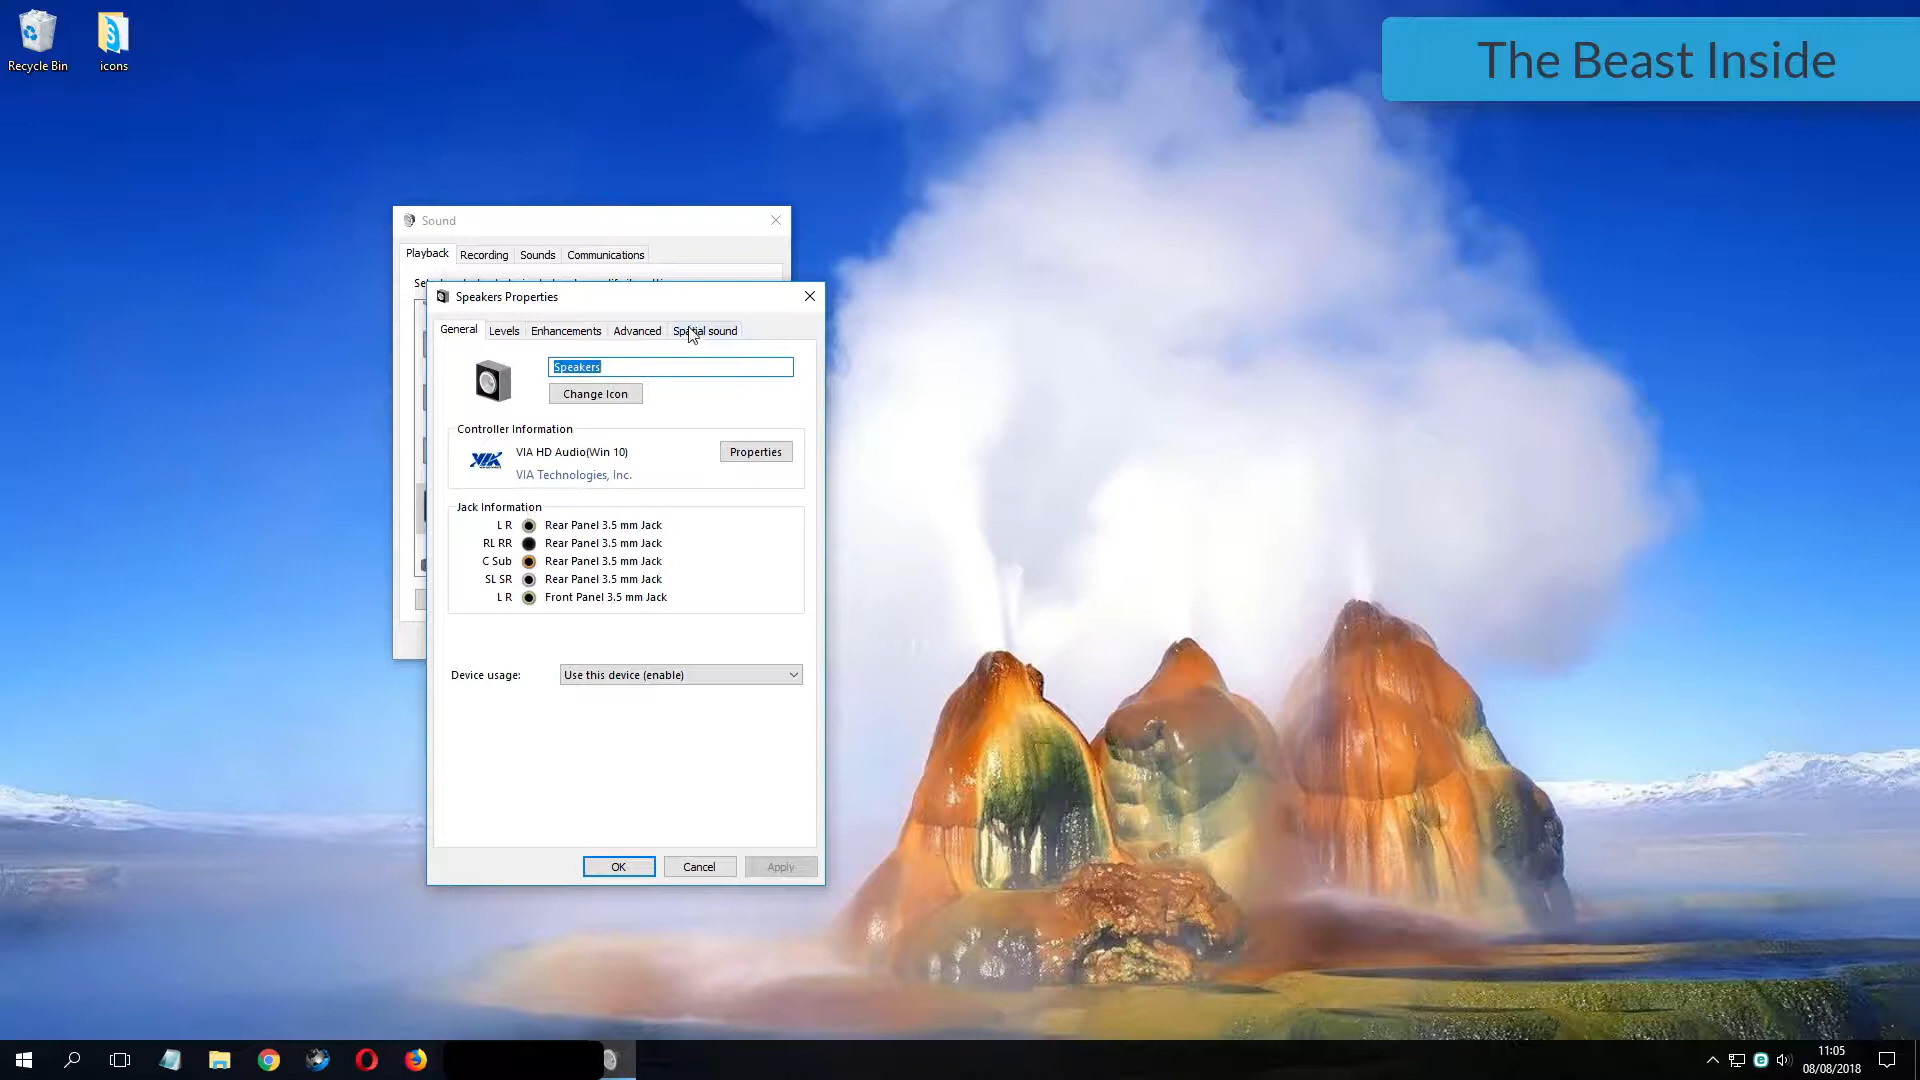 Recycle Bin
icons
The Beast Inside
Sound
Playback
Recording
Sounds
Communications
Speakers Properties
General
Levels
Enhancements
Advanced
Spatial sound
Speakers
Change Icon
Controller Information
VIA
VIA HD Audio(Win 10)
VIA Technologies, Inc.
Properties
Jack Information
L R Rear Panel 3.5 mm Jack
RL RR Rear Panel 3.5 mm Jack
C Sub Rear Panel 3.5 mm Jack
SL SR Rear Panel 3.5 mm Jack
L R Front Panel 3.5 mm Jack
Device usage:
Use this device (enable)
OK
Cancel
Apply
11:05
08/08/2018